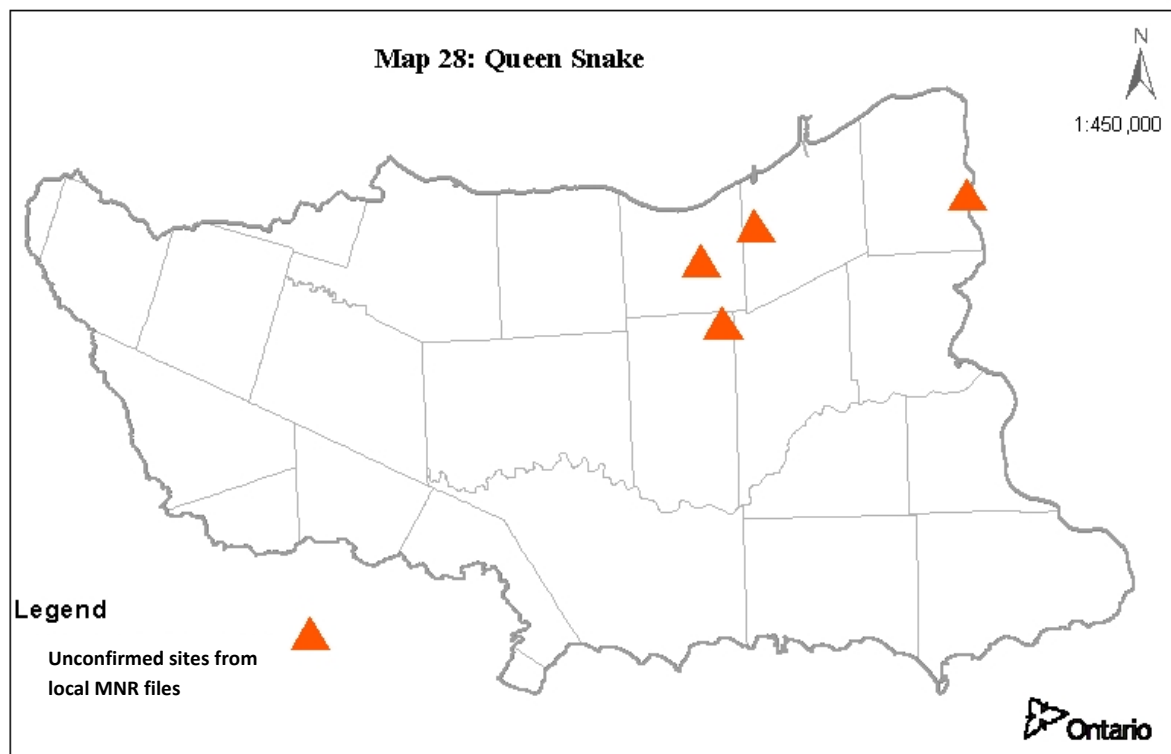 Map 28: Queen Snake
N
1:450,000
Legend
Unconfirmed sites from
local MNR files
Ontario